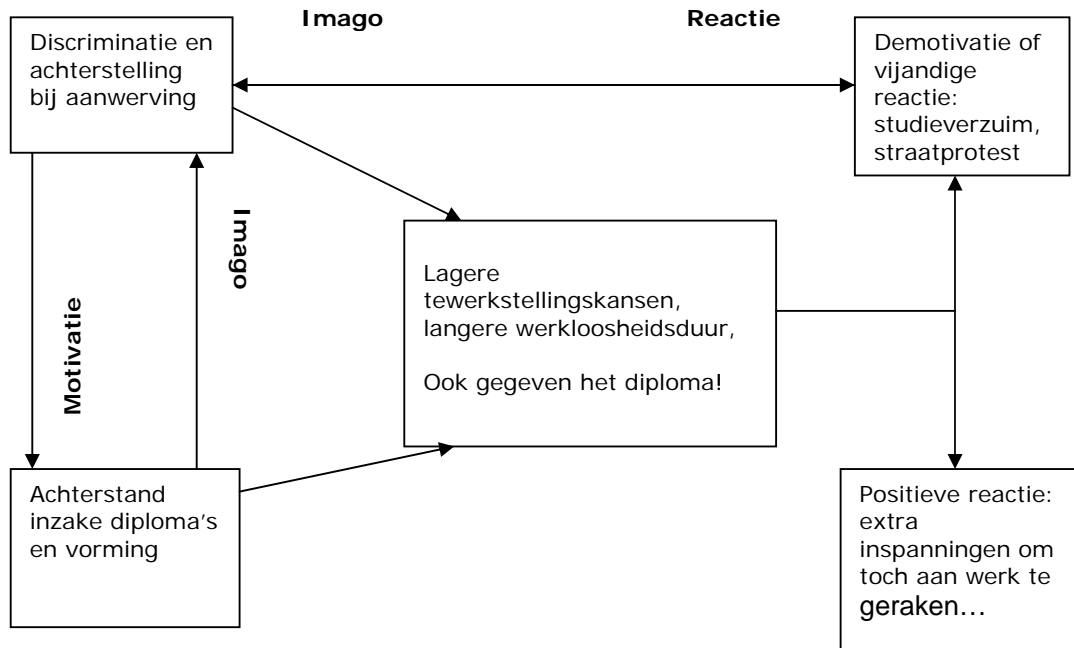 Imago
Reactie
Discriminatie en
achterstelling
bij aanwerving
Demotivatie of
vijandige
reactie:
studieverzuim,
straatprotest
Imago
Motivatie
Lagere
tewerkstellingskansen,
langere werkloosheidsduur,
Ook gegeven het diploma!
Achterstand
inzake diploma's
en vorming
Positieve reactie:
extra
inspanningen om
toch aan werk te
geraken…